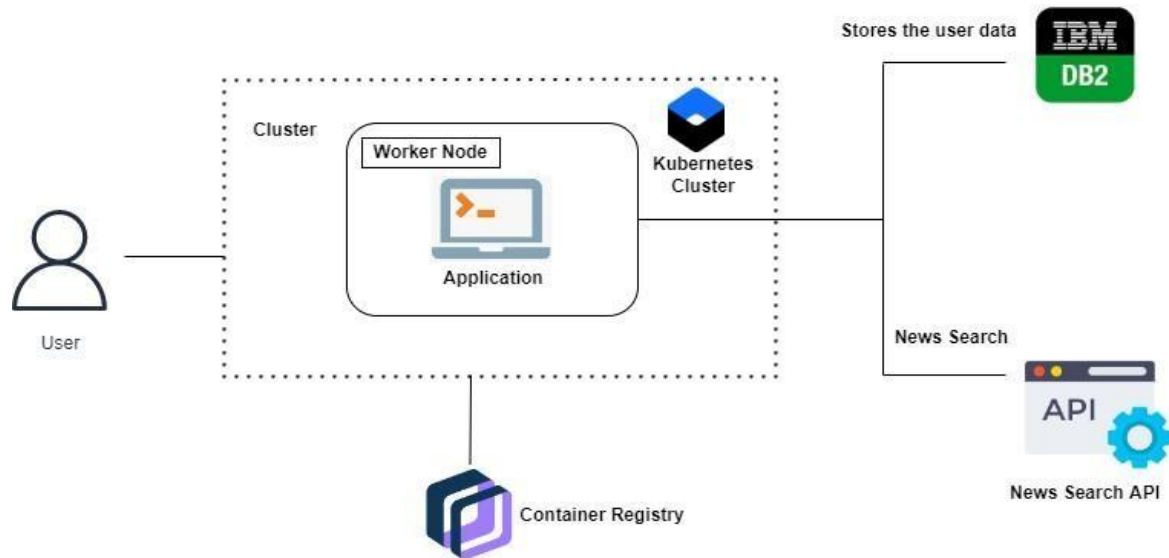 Stores the user data
IBM
DB2
Cluster
Worker Node
Kubernetes
Cluster
Application
User
News Search
API
News Search API
Container Registry